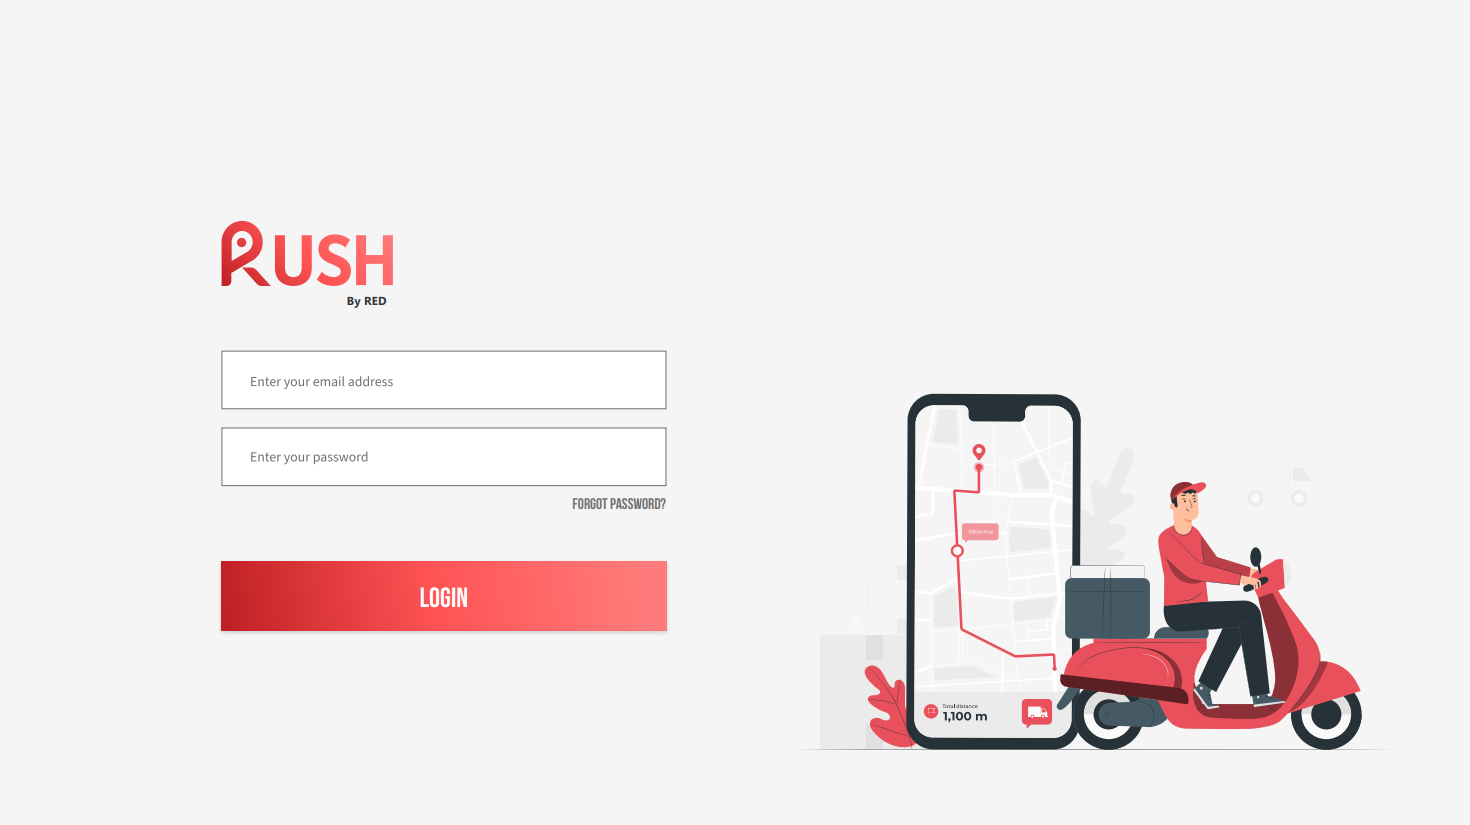 RUSH
By RED
Enter your email address
Enter your password
FORGOT PASSWORD?
LOGIN
Objective
Total distance
1,100 m